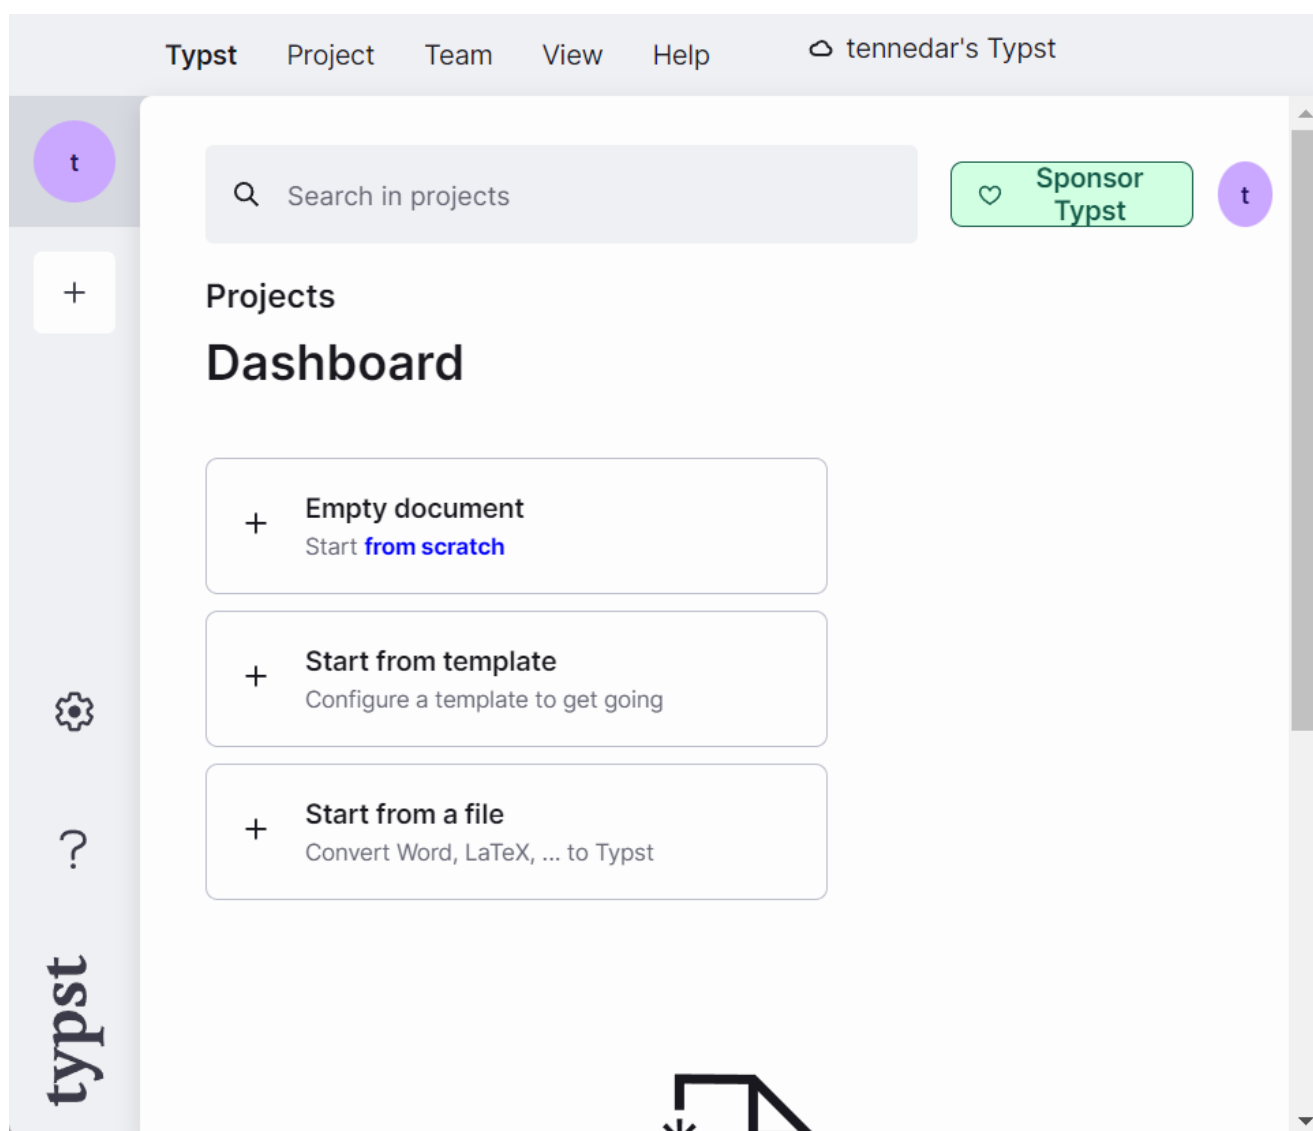 Typst Project Team View Help tennedar's Typst
t
Search in projects
Sponsor
Typst
t
Projects
Dashboard
Empty document
Start from scratch
Start from template
Configure a template to get going
Start from a file
Convert Word, LaTeX, ... to Typst
typst